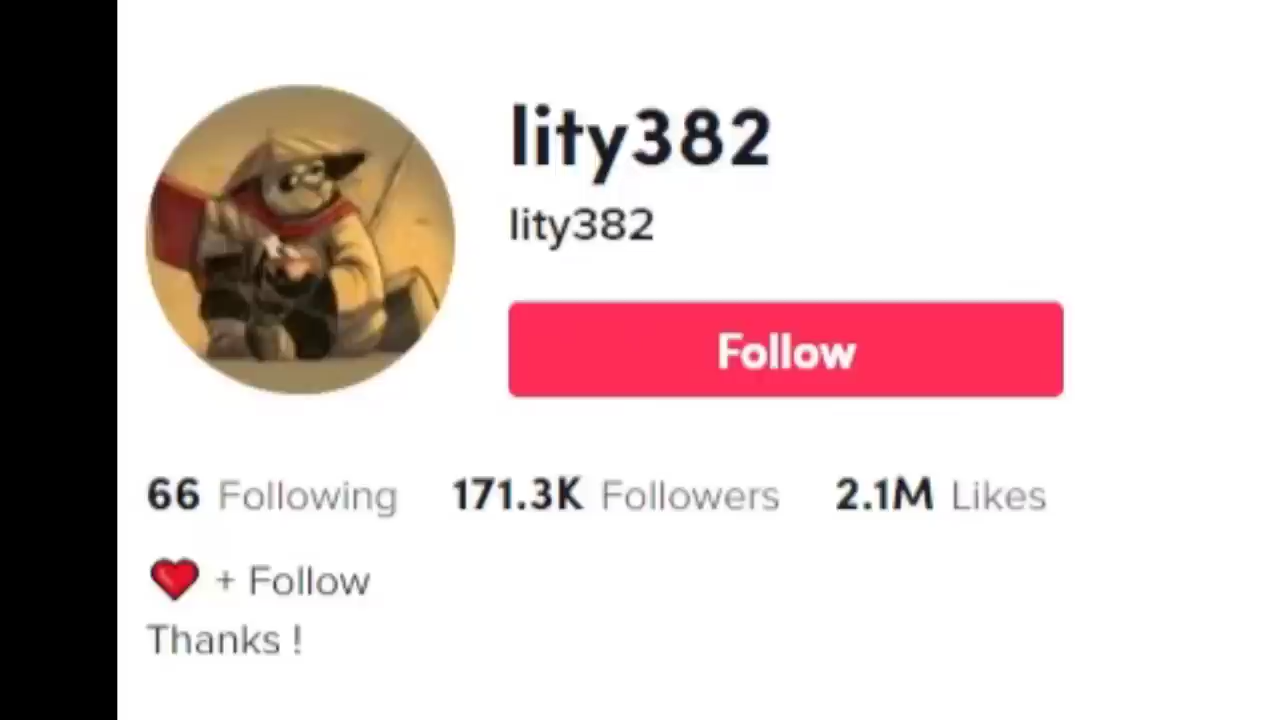 lity382
lity382
Follow
66 Following 171.3K Followers 2.1M Likes
❤️ + Follow
Thanks !